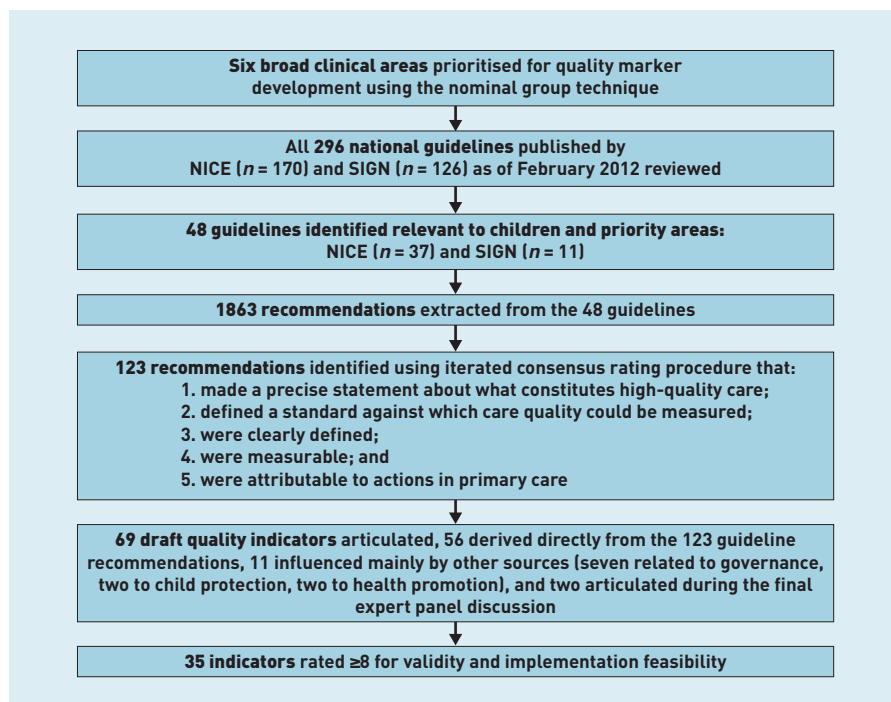 Six broad clinical areas prioritised for quality marker
development using the nominal group technique
All 296 national guidelines published by
NICE (n = 170) and SIGN (n = 126) as of February 2012 reviewed
48 guidelines identified relevant to children and priority areas:
NICE (n = 37) and SIGN (n = 11)
1863 recommendations extracted from the 48 guidelines
123 recommendations identified using iterated consensus rating procedure that:
1. made a precise statement about what constitutes high-quality care;
2. defined a standard against which care quality could be measured;
3. were clearly defined;
4. were measurable; and
5. were attributable to actions in primary care
69 draft quality indicators articulated, 56 derived directly from the 123 guideline
recommendations, 11 influenced mainly by other sources (seven related to governance,
two to child protection, two to health promotion), and two articulated during the final
expert panel discussion
35 indicators rated ≥8 for validity and implementation feasibility